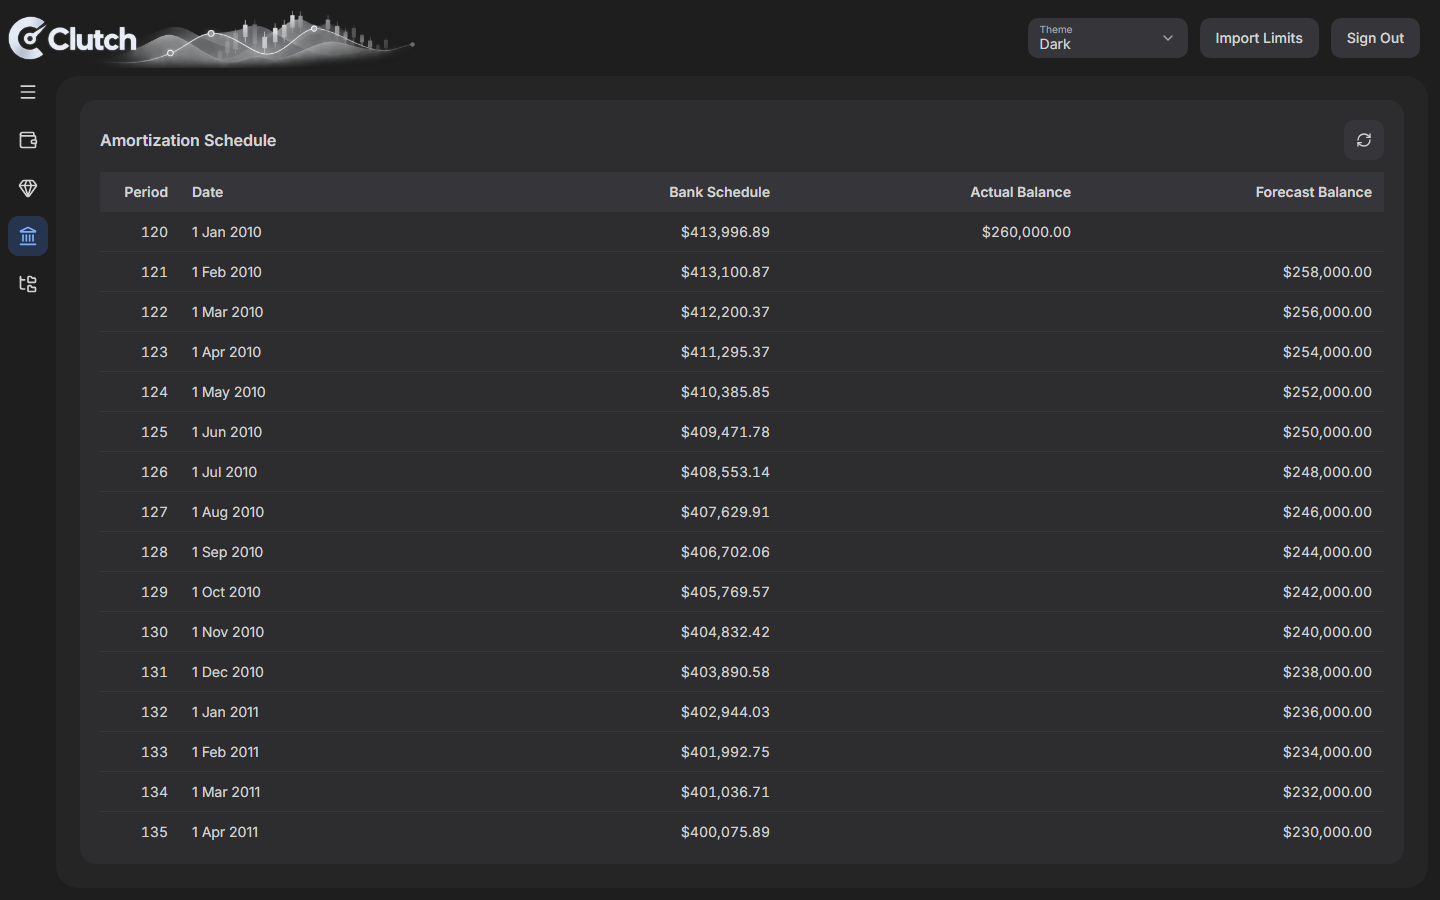 Clutch
Theme
Dark
Import Limits
Sign Out
Amortization Schedule
Period Date Bank Schedule Actual Balance Forecast Balance
120 1 Jan 2010 $413,996.89 $260,000.00
121 1 Feb 2010 $413,100.87 $258,000.00
122 1 Mar 2010 $412,200.37 $256,000.00
123 1 Apr 2010 $411,295.37 $254,000.00
124 1 May 2010 $410,385.85 $252,000.00
125 1 Jun 2010 $409,471.78 $250,000.00
126 1 Jul 2010 $408,553.14 $248,000.00
127 1 Aug 2010 $407,629.91 $246,000.00
128 1 Sep 2010 $406,702.06 $244,000.00
129 1 Oct 2010 $405,769.57 $242,000.00
130 1 Nov 2010 $404,832.42 $240,000.00
131 1 Dec 2010 $403,890.58 $238,000.00
132 1 Jan 2011 $402,944.03 $236,000.00
133 1 Feb 2011 $401,992.75 $234,000.00
134 1 Mar 2011 $401,036.71 $232,000.00
135 1 Apr 2011 $400,075.89 $230,000.00